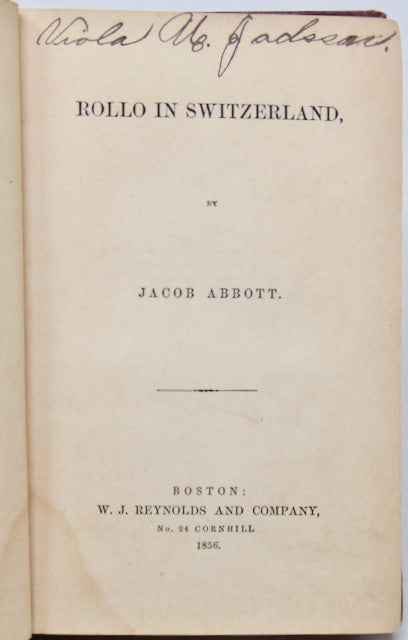 Viola
ROLLO IN SWITZERLAND,
BY
JACOB ABBOTT.
BOSTON:
W. J. REYNOLDS AND COMPANY,
No. 24 CORNHILL
1856.